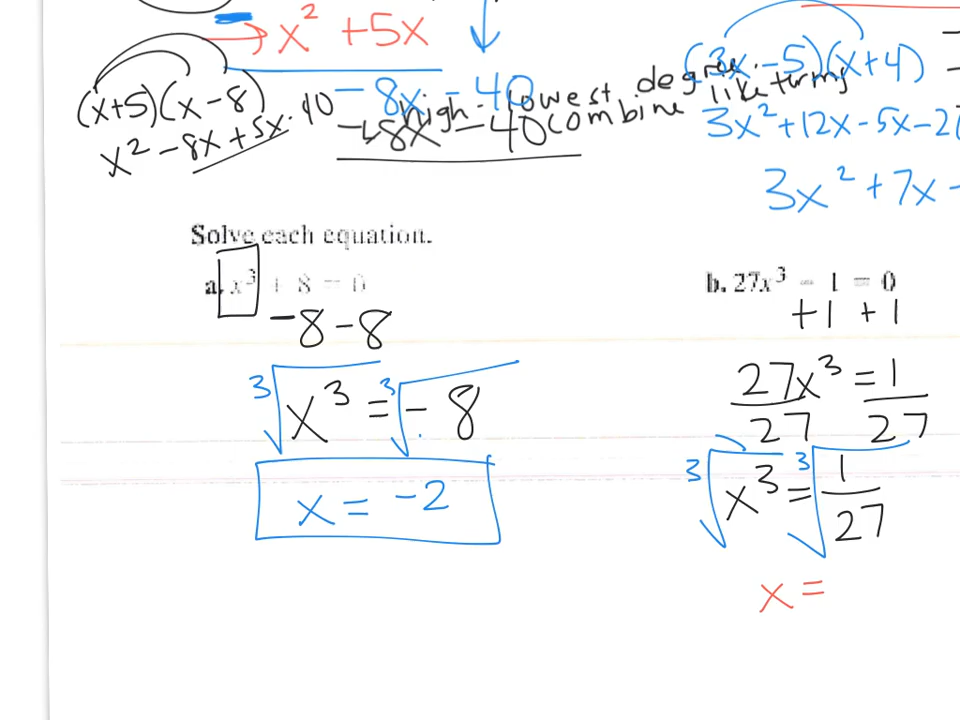 x² + 5x
(3x - 5)(x + 4)
- 8x - 40
high - lowest degree
(x+5)(x - 8)
combine like terms
- 8x - 40
x² - 8x + 5x - 40
3x² + 12x - 5x - 20
3x² + 7x -
Solve each equation.
a. x³ + 8 = 0
b. 27x³ - 1 = 0
-8 -8
+1 +1
∛x³ = ∛-8
27x³ = 1
27 27
x = -2
∛x³ = ∛1/27
x =